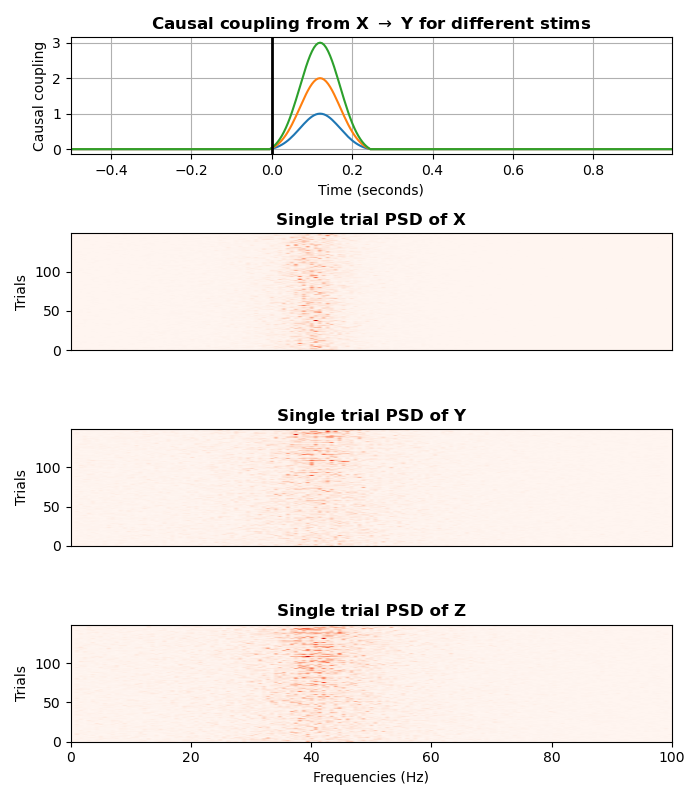 Causal coupling from X → Y for different stims
Causal coupling
3
2
1
0
−0.4 −0.2 0.0 0.2 0.4 0.6 0.8
Time (seconds)
Single trial PSD of X
Trials
100
50
0
Single trial PSD of Y
Trials
100
50
0
Single trial PSD of Z
Trials
100
50
0
0 20 40 60 80 100
Frequencies (Hz)